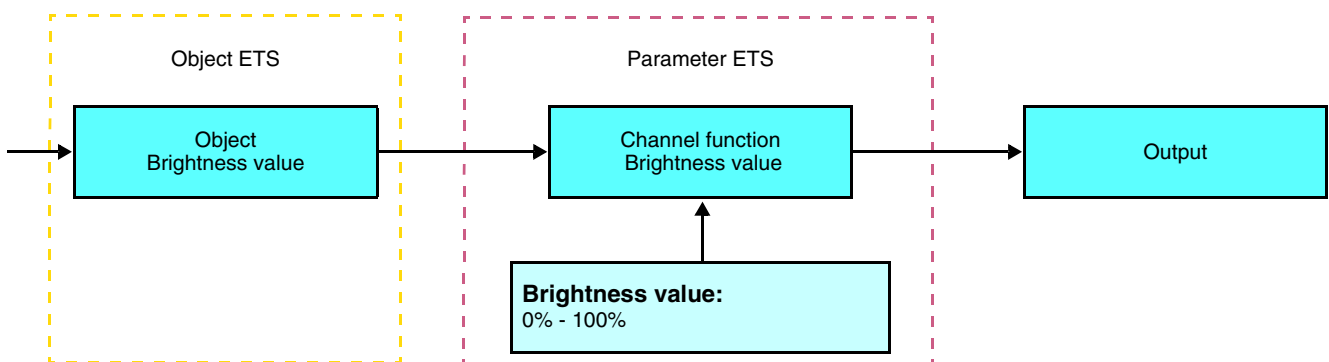 Object ETS
Parameter ETS
Object
Brightness value
Channel function
Brightness value
Output
Brightness value:
0% - 100%